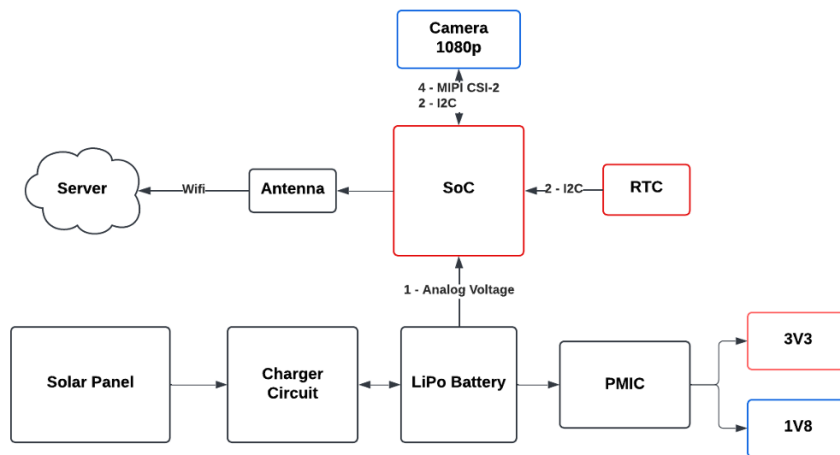 Camera
1080p
4 - MIPI CSI-2
2 - I2C
Server
Wifi
Antenna
SoC
2 - I2C
RTC
1 - Analog Voltage
Solar Panel
Charger
Circuit
LiPo Battery
PMIC
3V3
1V8